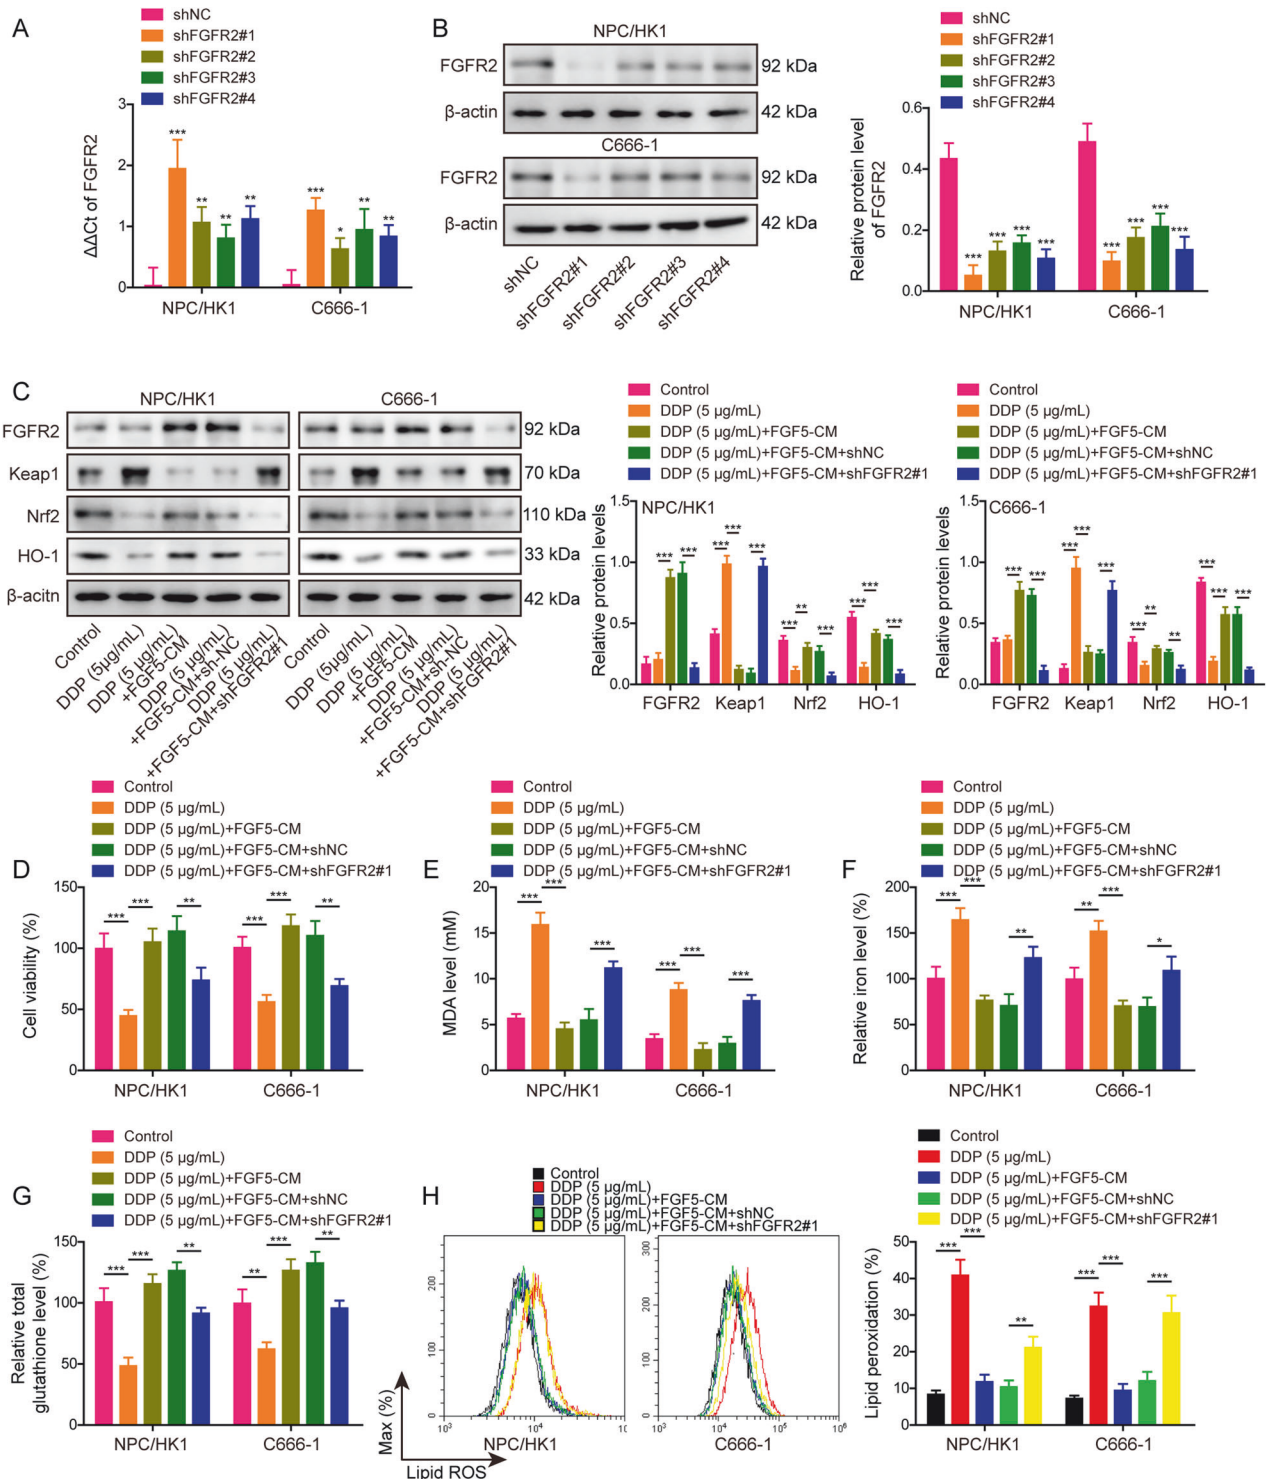 A
shNC
shFGFR2#1
shFGFR2#2
shFGFR2#3
shFGFR2#4
ΔΔCt of FGFR2
3
2
1
0
***
**
**
**
***
*
**
**
NPC/HK1
C666-1
B
NPC/HK1
FGFR2
92 kDa
β-actin
42 kDa
C666-1
FGFR2
92 kDa
β-actin
42 kDa
shNC
shFGFR2#1
shFGFR2#2
shFGFR2#3
shFGFR2#4
shNC
shFGFR2#1
shFGFR2#2
shFGFR2#3
shFGFR2#4
Relative protein level
of FGFR2
0.6
0.4
0.2
0.0
***
***
***
***
***
***
***
***
NPC/HK1
C666-1
C
NPC/HK1
C666-1
FGFR2
92 kDa
Keap1
70 kDa
Nrf2
110 kDa
HO-1
33 kDa
β-acitn
42 kDa
Control
DDP (5μg/mL)
DDP (5 μg/mL)
+FGF5-CM
DDP (5 μg/mL)
+FGF5-CM+sh-NC
DDP (5 μg/mL)
+FGF5-CM+shFGFR2#1
Control
DDP (5μg/mL)
DDP (5 μg/mL)
+FGF5-CM
DDP (5 μg/mL)
+FGF5-CM+sh-NC
DDP (5 μg/mL)
+FGF5-CM+shFGFR2#1
Control
DDP (5 μg/mL)
DDP (5 μg/mL)+FGF5-CM
DDP (5 μg/mL)+FGF5-CM+shNC
DDP (5 μg/mL)+FGF5-CM+shFGFR2#1
NPC/HK1
Relative protein levels
1.5
1.0
0.5
0.0
***
***
***
***
***
***
**
***
***
***
***
FGFR2
Keap1
Nrf2
HO-1
Control
DDP (5 μg/mL)
DDP (5 μg/mL)+FGF5-CM
DDP (5 μg/mL)+FGF5-CM+shNC
DDP (5 μg/mL)+FGF5-CM+shFGFR2#1
C666-1
Relative protein levels
1.5
1.0
0.5
0.0
***
***
***
***
***
***
**
**
***
***
***
FGFR2
Keap1
Nrf2
HO-1
D
Control
DDP (5 μg/mL)
DDP (5 μg/mL)+FGF5-CM
DDP (5 μg/mL)+FGF5-CM+shNC
DDP (5 μg/mL)+FGF5-CM+shFGFR2#1
Cell viability (%)
150
100
50
0
***
***
**
***
***
**
NPC/HK1
C666-1
E
Control
DDP (5 μg/mL)
DDP (5 μg/mL)+FGF5-CM
DDP (5 μg/mL)+FGF5-CM+shNC
DDP (5 μg/mL)+FGF5-CM+shFGFR2#1
MDA level (mM)
20
15
10
5
0
***
***
***
***
***
***
NPC/HK1
C666-1
F
Control
DDP (5 μg/mL)
DDP (5 μg/mL)+FGF5-CM
DDP (5 μg/mL)+FGF5-CM+shNC
DDP (5 μg/mL)+FGF5-CM+shFGFR2#1
Relative iron level (%)
200
150
100
50
0
***
***
**
**
***
*
NPC/HK1
C666-1
G
Control
DDP (5 μg/mL)
DDP (5 μg/mL)+FGF5-CM
DDP (5 μg/mL)+FGF5-CM+shNC
DDP (5 μg/mL)+FGF5-CM+shFGFR2#1
Relative total
glutathione level (%)
150
100
50
0
***
***
**
**
***
**
NPC/HK1
C666-1
H
Control
DDP (5 μg/mL)
DDP (5 μg/mL)+FGF5-CM
DDP (5 μg/mL)+FGF5-CM+shNC
DDP (5 μg/mL)+FGF5-CM+shFGFR2#1
Max (%)
200
100
0
10³
10⁴
NPC/HK1
300
200
100
0
10³
10⁴
10⁵
10⁶
C666-1
Lipid ROS
Control
DDP (5 μg/mL)
DDP (5 μg/mL)+FGF5-CM
DDP (5 μg/mL)+FGF5-CM+shNC
DDP (5 μg/mL)+FGF5-CM+shFGFR2#1
Lipid peroxidation (%)
50
40
30
20
10
0
***
***
**
***
***
***
NPC/HK1
C666-1